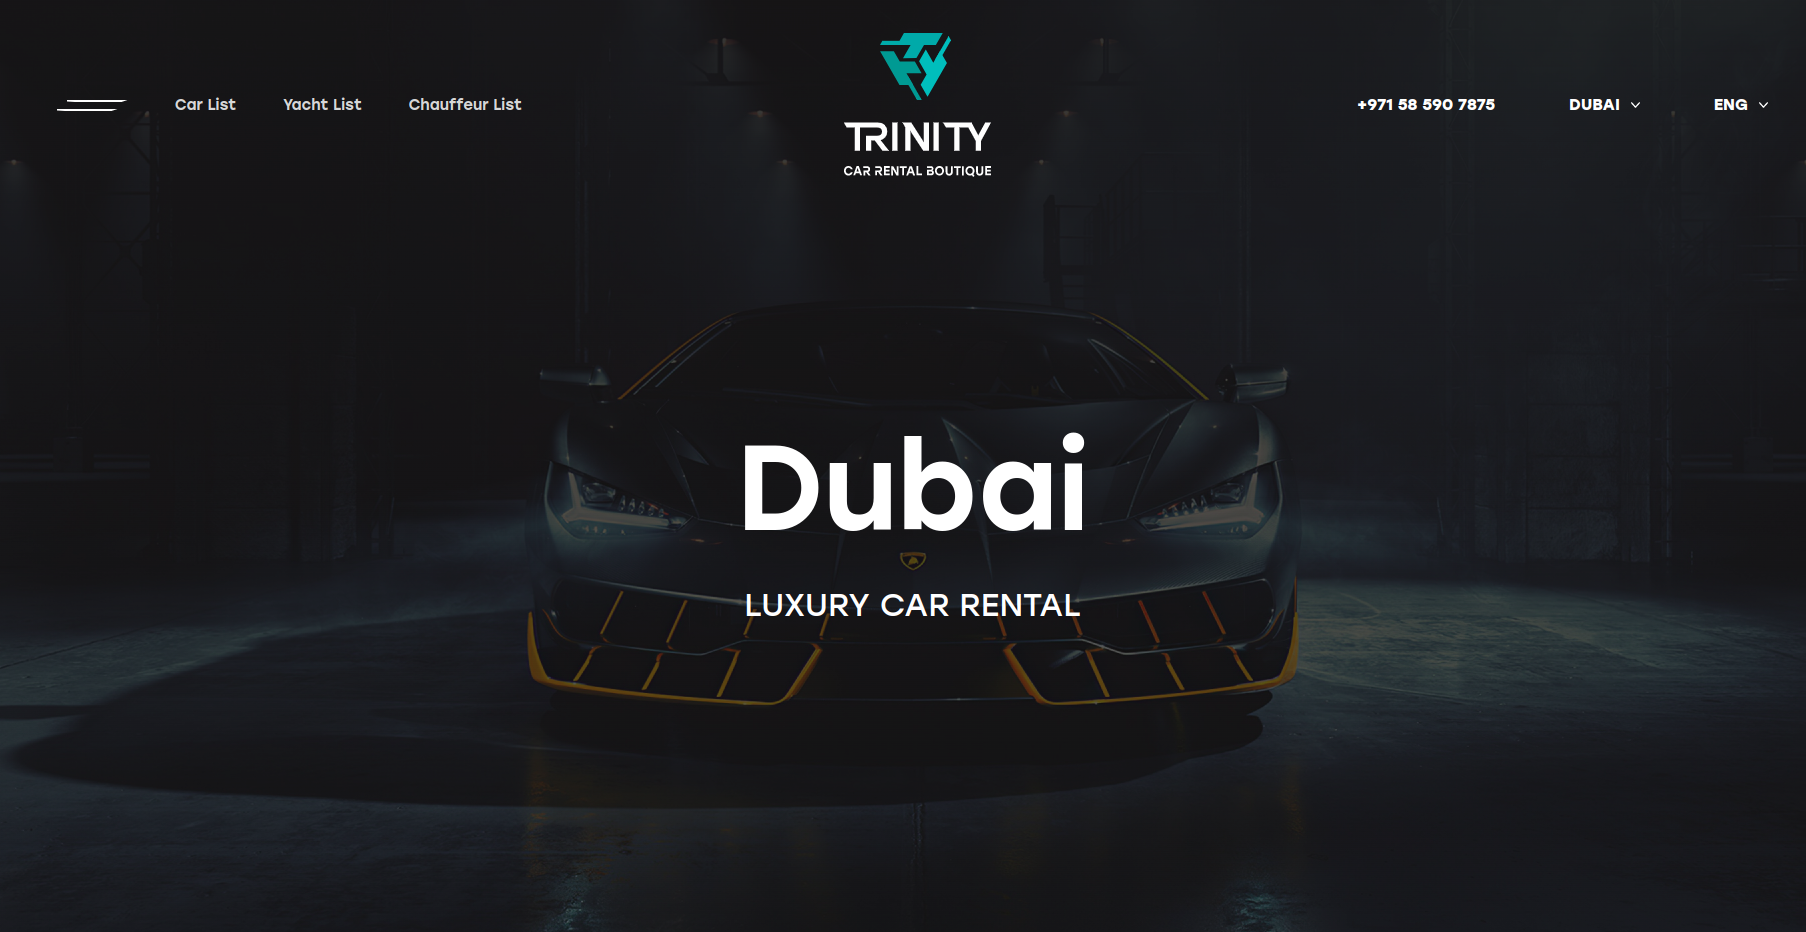 Car List
Yacht List
Chauffeur List
TRINITY
CAR RENTAL BOUTIQUE
+971 58 590 7875
DUBAI
ENG
Dubai
LUXURY CAR RENTAL